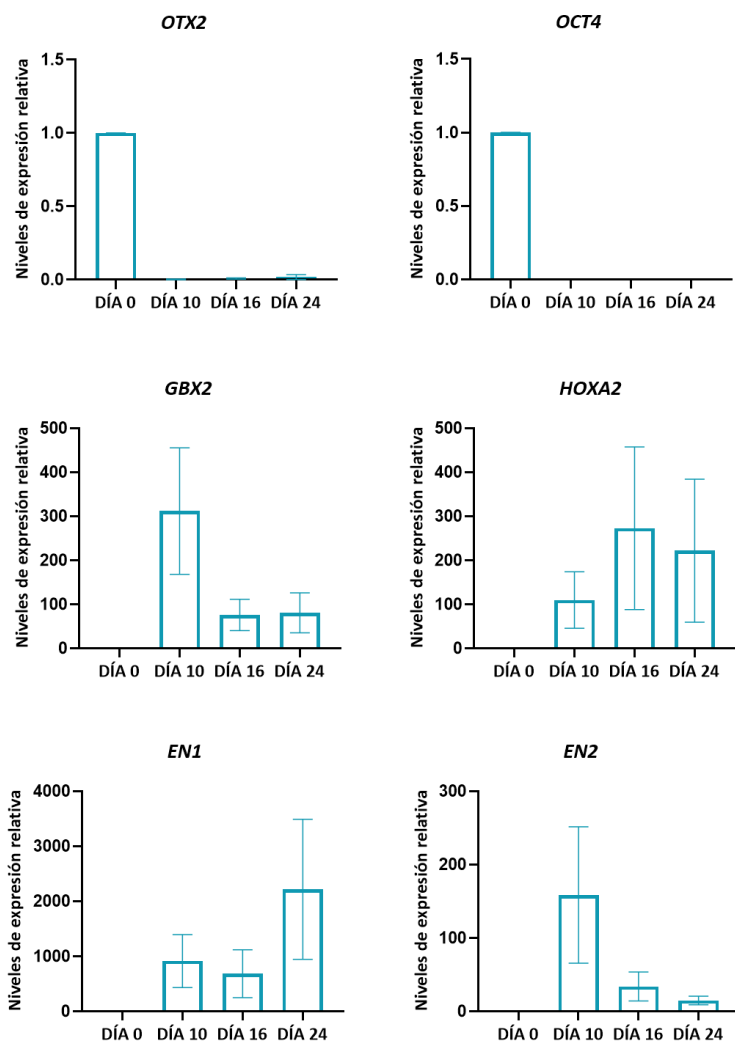 OTX2
Niveles de expresión relativa
1.5
1.0
0.5
0.0
DÍA 0 DÍA 10 DÍA 16 DÍA 24
OCT4
Niveles de expresión relativa
1.5
1.0
0.5
0.0
DÍA 0 DÍA 10 DÍA 16 DÍA 24
GBX2
Niveles de expresión relativa
500
400
300
200
100
0
DÍA 0 DÍA 10 DÍA 16 DÍA 24
HOXA2
Niveles de expresión relativa
500
400
300
200
100
0
DÍA 0 DÍA 10 DÍA 16 DÍA 24
EN1
Niveles de expresión relativa
4000
3000
2000
1000
0
DÍA 0 DÍA 10 DÍA 16 DÍA 24
EN2
Niveles de expresión relativa
300
200
100
0
DÍA 0 DÍA 10 DÍA 16 DÍA 24